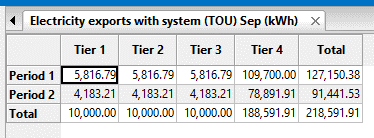 Electricity exports with system (TOU) Sep (kWh)
Tier 1 Tier 2 Tier 3 Tier 4 Total
Period 1 5,816.79 5,816.79 5,816.79 109,700.00 127,150.38
Period 2 4,183.21 4,183.21 4,183.21 78,891.91 91,441.53
Total 10,000.00 10,000.00 10,000.00 188,591.91 218,591.91